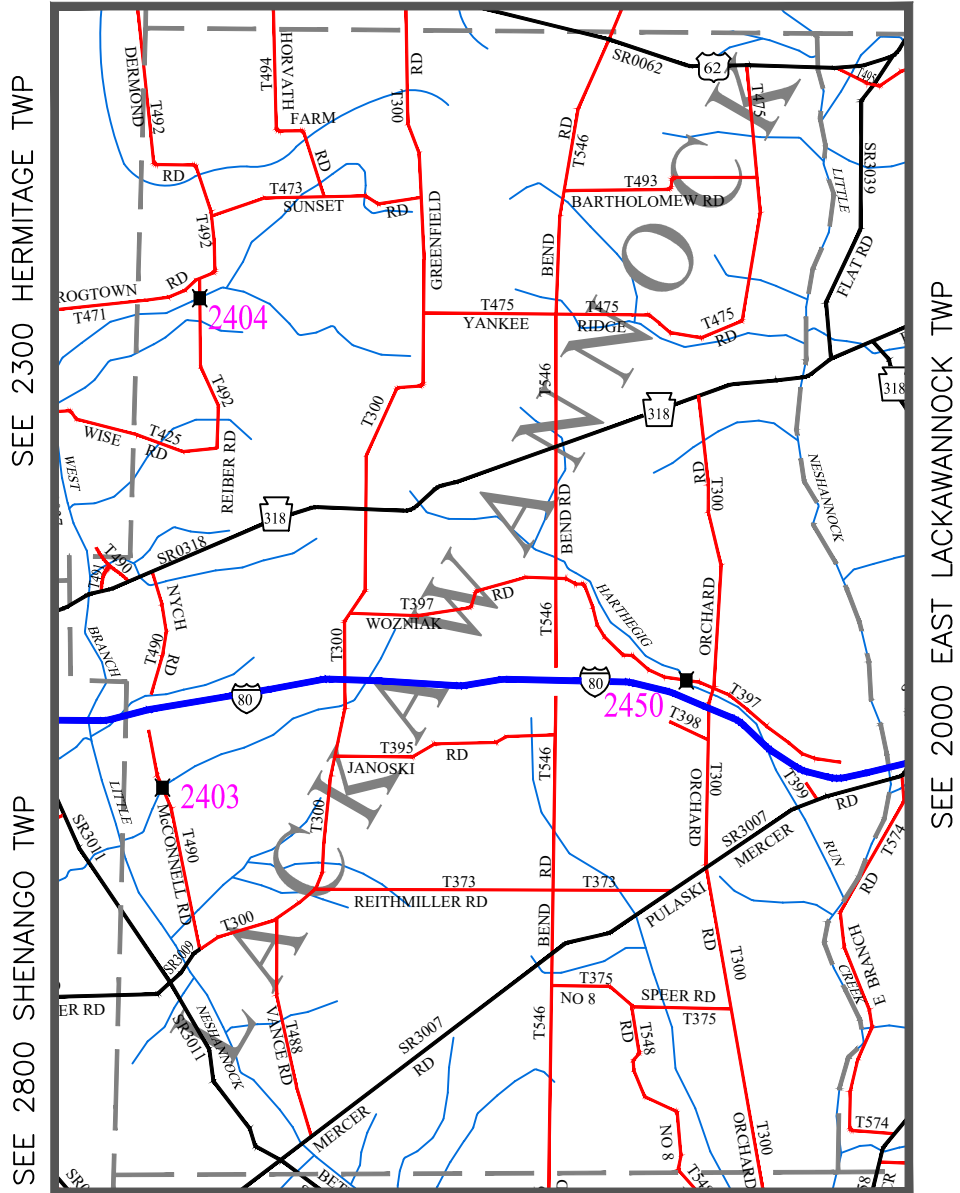 SEE 2300 HERMITAGE TWP
SEE 2800 SHENANGO TWP
SEE 2000 EAST LACKAWANNOCK TWP
LACKAWANNOCK
DERMOND
T492
RD
HORVATH
T494
FARM
RD
RD
T300
SR0062
62
T495
T475
RD
T546
SR3039
LITTLE
T473
SUNSET
RD
T493
BARTHOLOMEW RD
GREENFIELD
T492
BEND
FLAT RD
ROGTOWN
RD
T471
2404
T475
YANKEE
T475
RIDGE
T475
RD
T492
T300
T546
318
318
WISE
T425
RD
REIBER RD
WEST
RD
T300
NESHANNOCK
318
SR0318
BEND RD
T490
T491
NYCH
T490
RD
BRANCH
T397
RD
WOZNIAK
T546
HARTHEGIG
ORCHARD
T300
80
80
2450
T397
T398
T395
RD
JANOSKI
T546
T300
ORCHARD
T399
RD
LITTLE
2403
McCONNELL RD
T490
T300
SR3007
MERCER
SR3011
RUN
T574
RD
T373
T373
REITHMILLER RD
RD
BEND
PULASKI
T300
SR3009
RD
T300
E BRANCH
CREEK
ER RD
NESHANNOCK
SR3011
T375
NO 8
SPEER RD
T375
VANCE RD
T488
SR3007
RD
T546
T548
RD
MERCER
NO 8
ORCHARD
T300
T574
BET